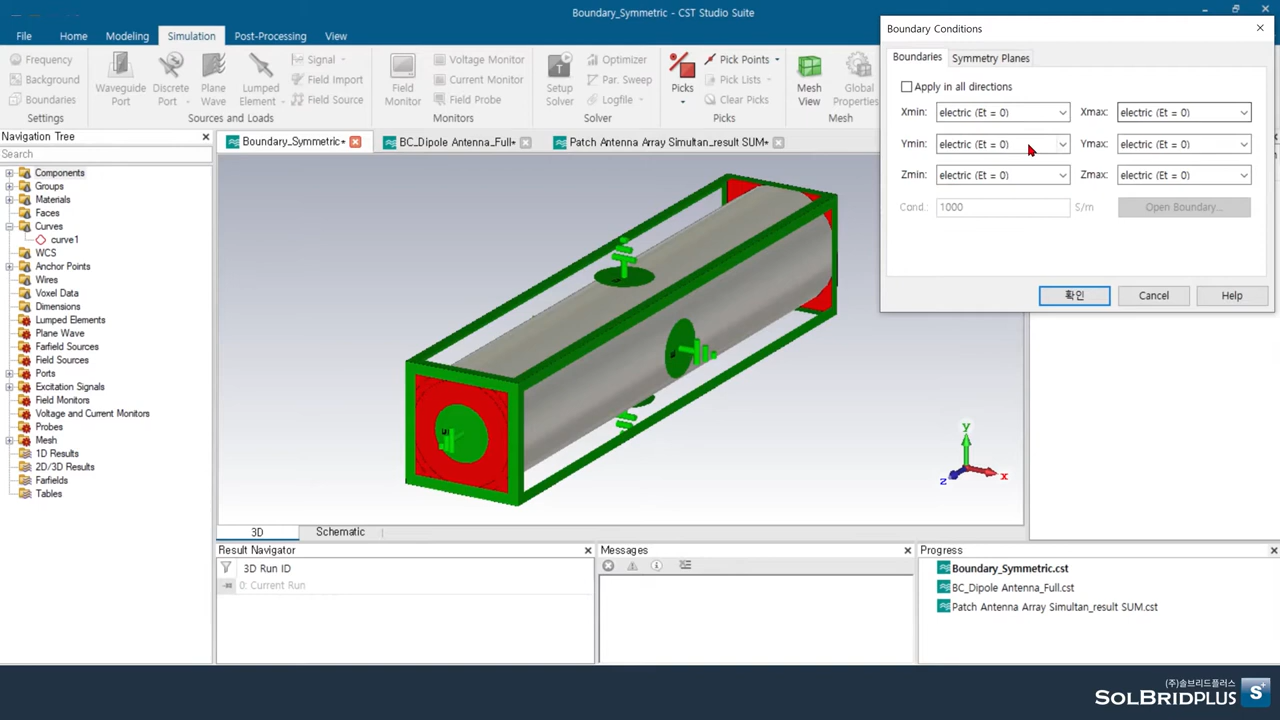 Boundary_Symmetric - CST Studio Suite
File
Home
Modeling
Simulation
Post-Processing
View
Frequency
Background
Boundaries
Settings
Waveguide
Port
Discrete
Port
Plane
Wave
Lumped
Element
Signal
Field Import
Field Source
Sources and Loads
Field
Monitor
Voltage Monitor
Current Monitor
Monitors
Setup
Solver
Optimizer
Par. Sweep
Logfile
Solver
Picks
Pick Points
Pick Lists
Clear Picks
Picks
Mesh
View
Global
Properties
Mesh
Boundary Conditions
Boundaries
Symmetry Planes
Apply in all directions
Xmin: electric (Et = 0) Xmax: electric (Et = 0)
Ymin: electric (Et = 0) Ymax: electric (Et = 0)
Zmin: electric (Et = 0) Zmax: electric (Et = 0)
Cond.: 1000 S/m Open Boundary...
확인
Cancel
Help
Navigation Tree
Search
Boundary_Symmetric*
BC_Dipole Antenna_Full*
Patch Antenna Array Simultan_result SUM*
Components
Groups
Materials
Faces
Curves
curve1
WCS
Anchor Points
Wires
Voxel Data
Dimensions
Lumped Elements
Plane Wave
Farfield Sources
Field Sources
Ports
Excitation Signals
Field Monitors
Voltage and Current Monitors
Probes
Mesh
1D Results
2D/3D Results
Farfields
Tables
y
x
z
3D
Schematic
Result Navigator
3D Run ID
0: Current Run
Messages
Progress
Boundary_Symmetric.cst
BC_Dipole Antenna_Full.cst
Patch Antenna Array Simultan_result SUM.cst
(주)솔브리드플러스
SOLBRIDPLUS
S+